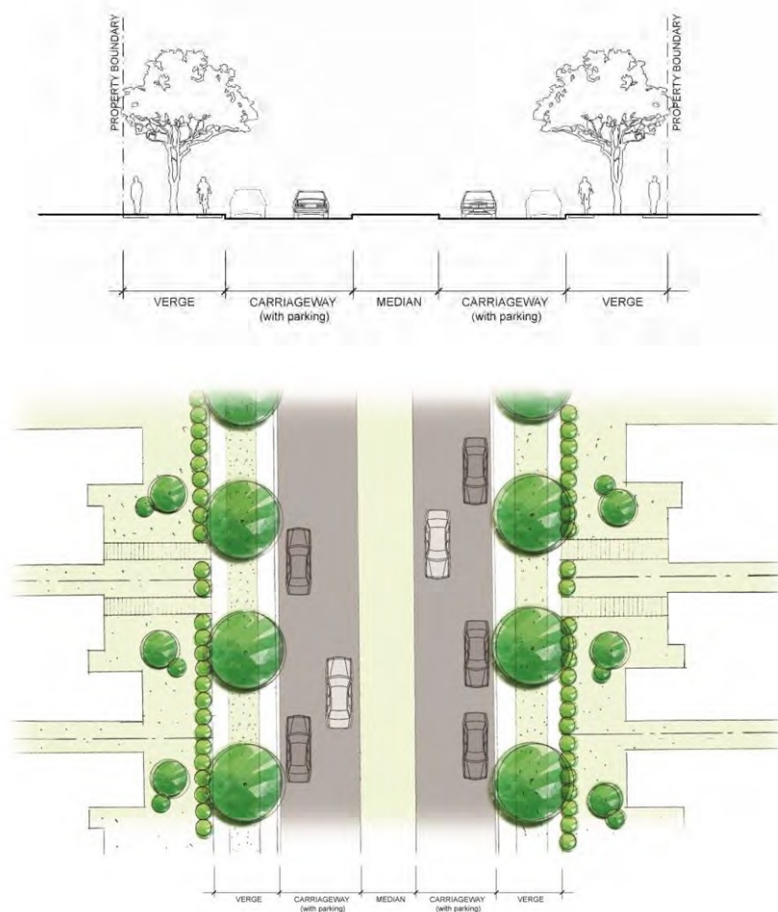 PROPERTY BOUNDARY
PROPERTY BOUNDARY
VERGE
CARRIAGEWAY
(with parking)
MEDIAN
CARRIAGEWAY
(with parking)
VERGE
VERGE
CARRIAGEWAY
(with parking)
MEDIAN
CARRIAGEWAY
(with parking)
VERGE